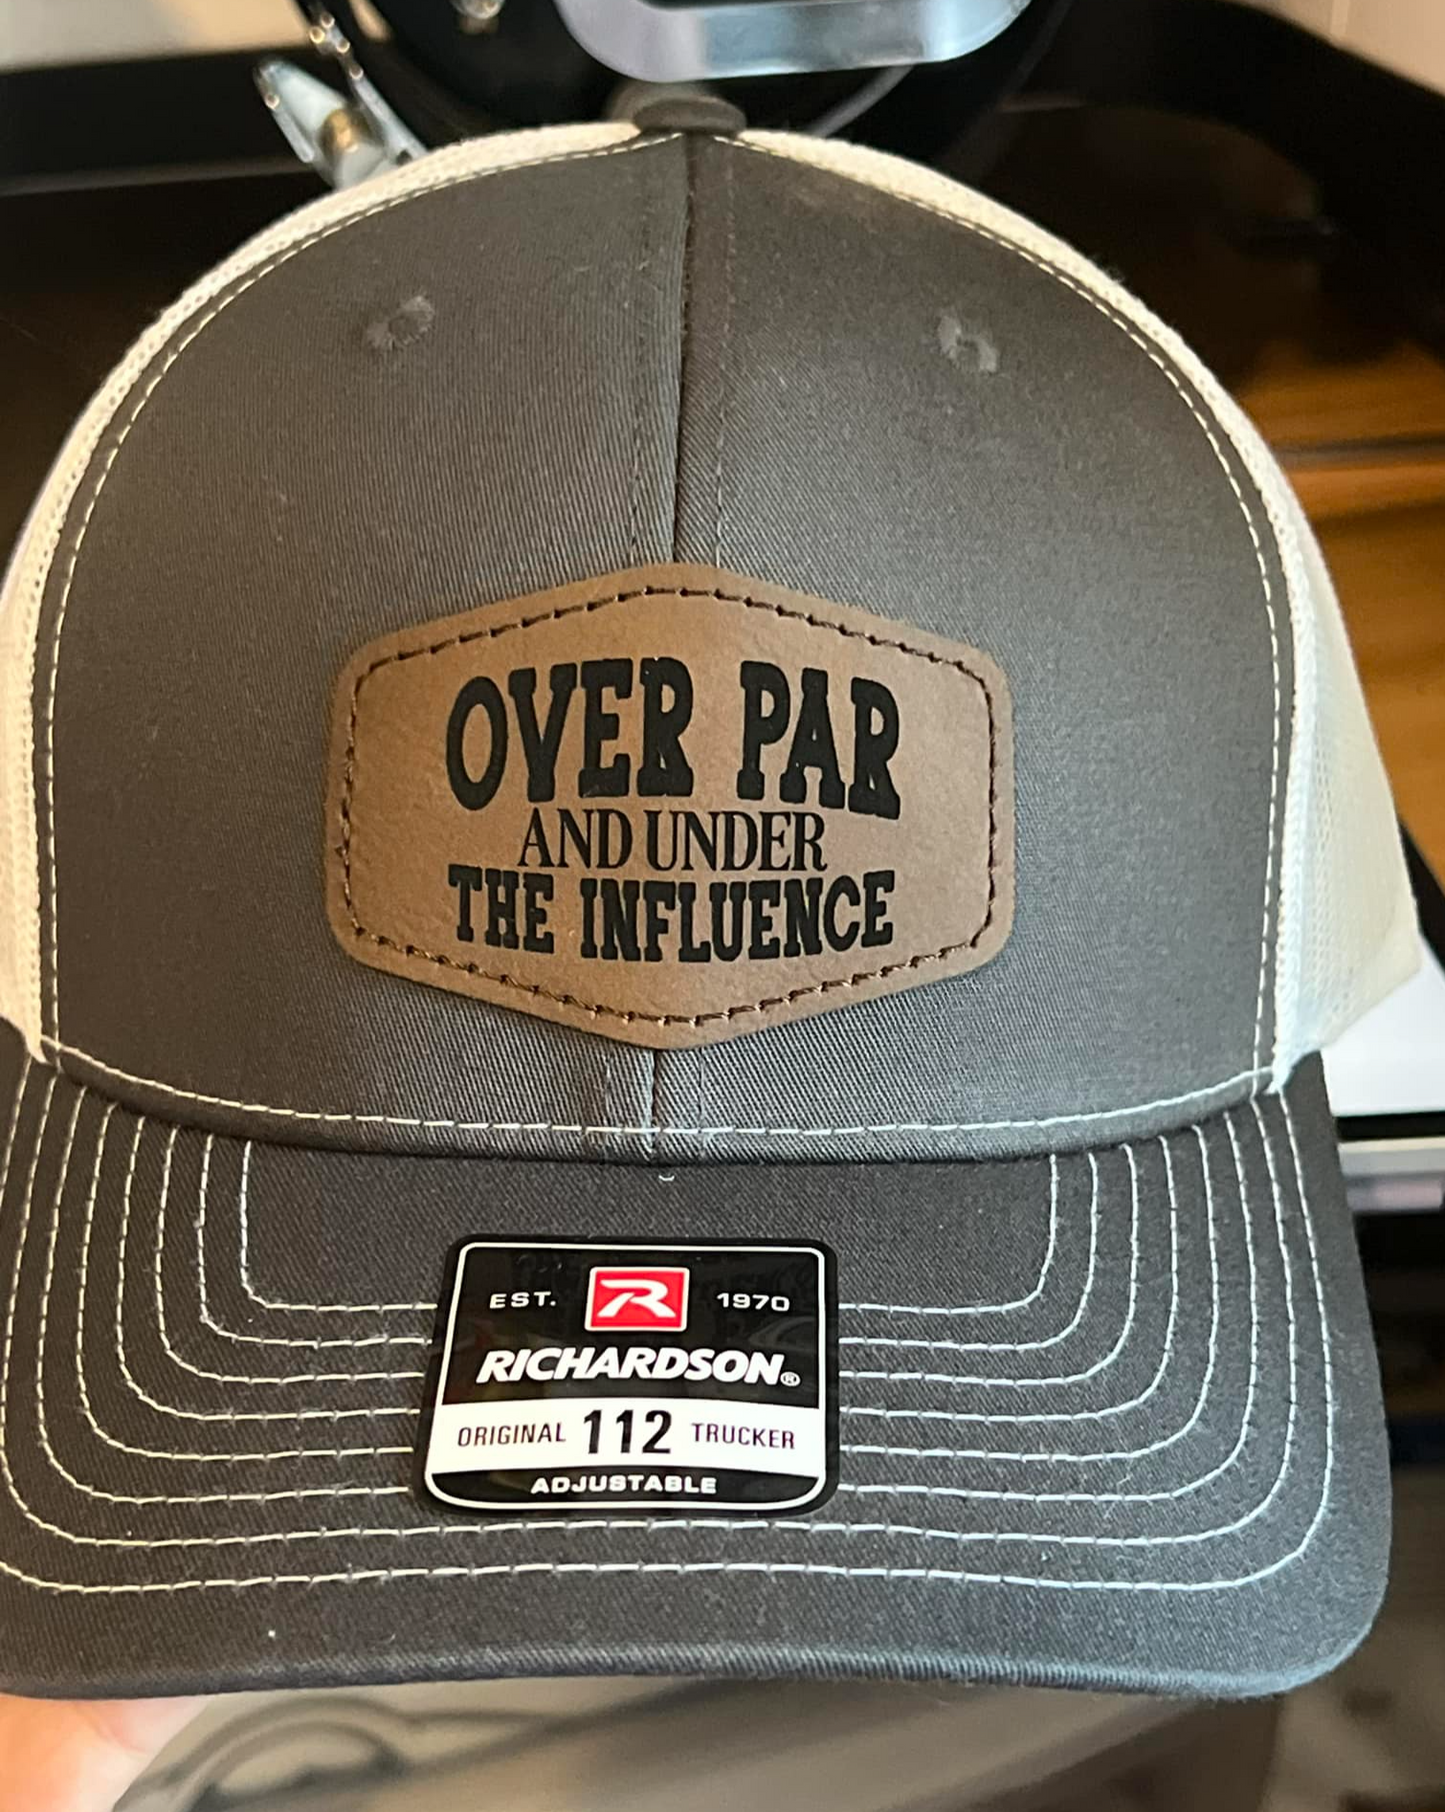 OVER PAR
AND UNDER
THE INFLUENCE
EST. R 1970
RICHARDSON®
ORIGINAL 112 TRUCKER
ADJUSTABLE